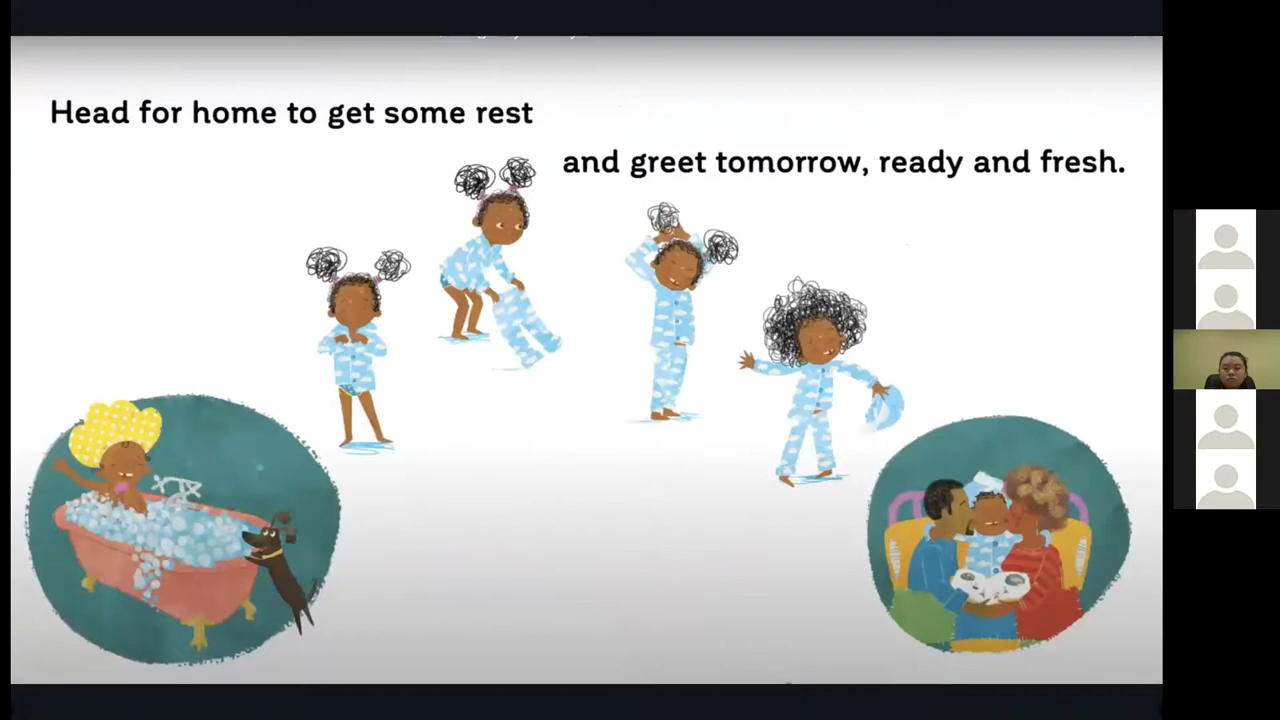 Head for home to get some rest
and greet tomorrow, ready and fresh.